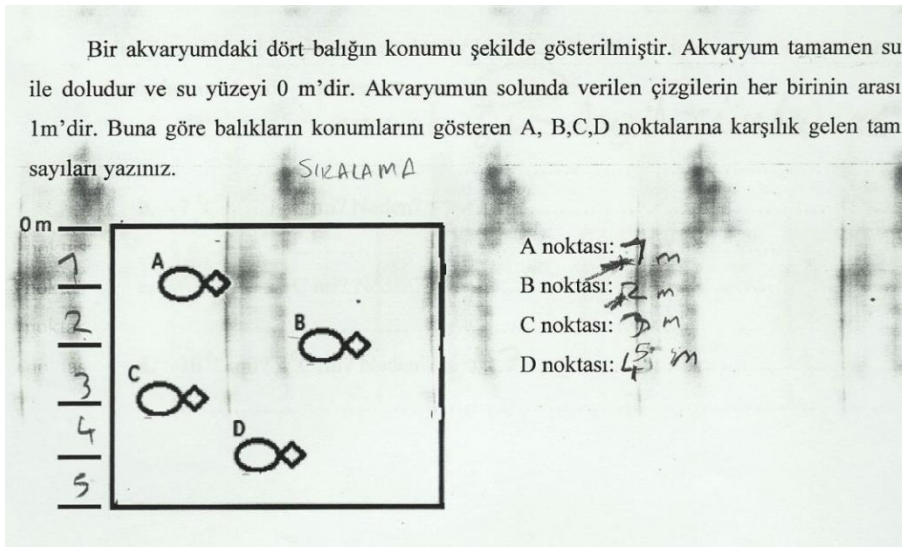 Bir akvaryumdaki dört balığın konumu şekilde gösterilmiştir. Akvaryum tamamen su
ile doludur ve su yüzeyi 0 m’dir. Akvaryumun solunda verilen çizgilerin her birinin arası
1m’dir. Buna göre balıkların konumlarını gösteren A, B,C,D noktalarına karşılık gelen tam
sayıları yazınız. SIRALAMA
0 m
1
2
3
4
5
A
B
C
D
A noktası: 1 m
B noktası: 2 m
C noktası: 3 m
D noktası: m